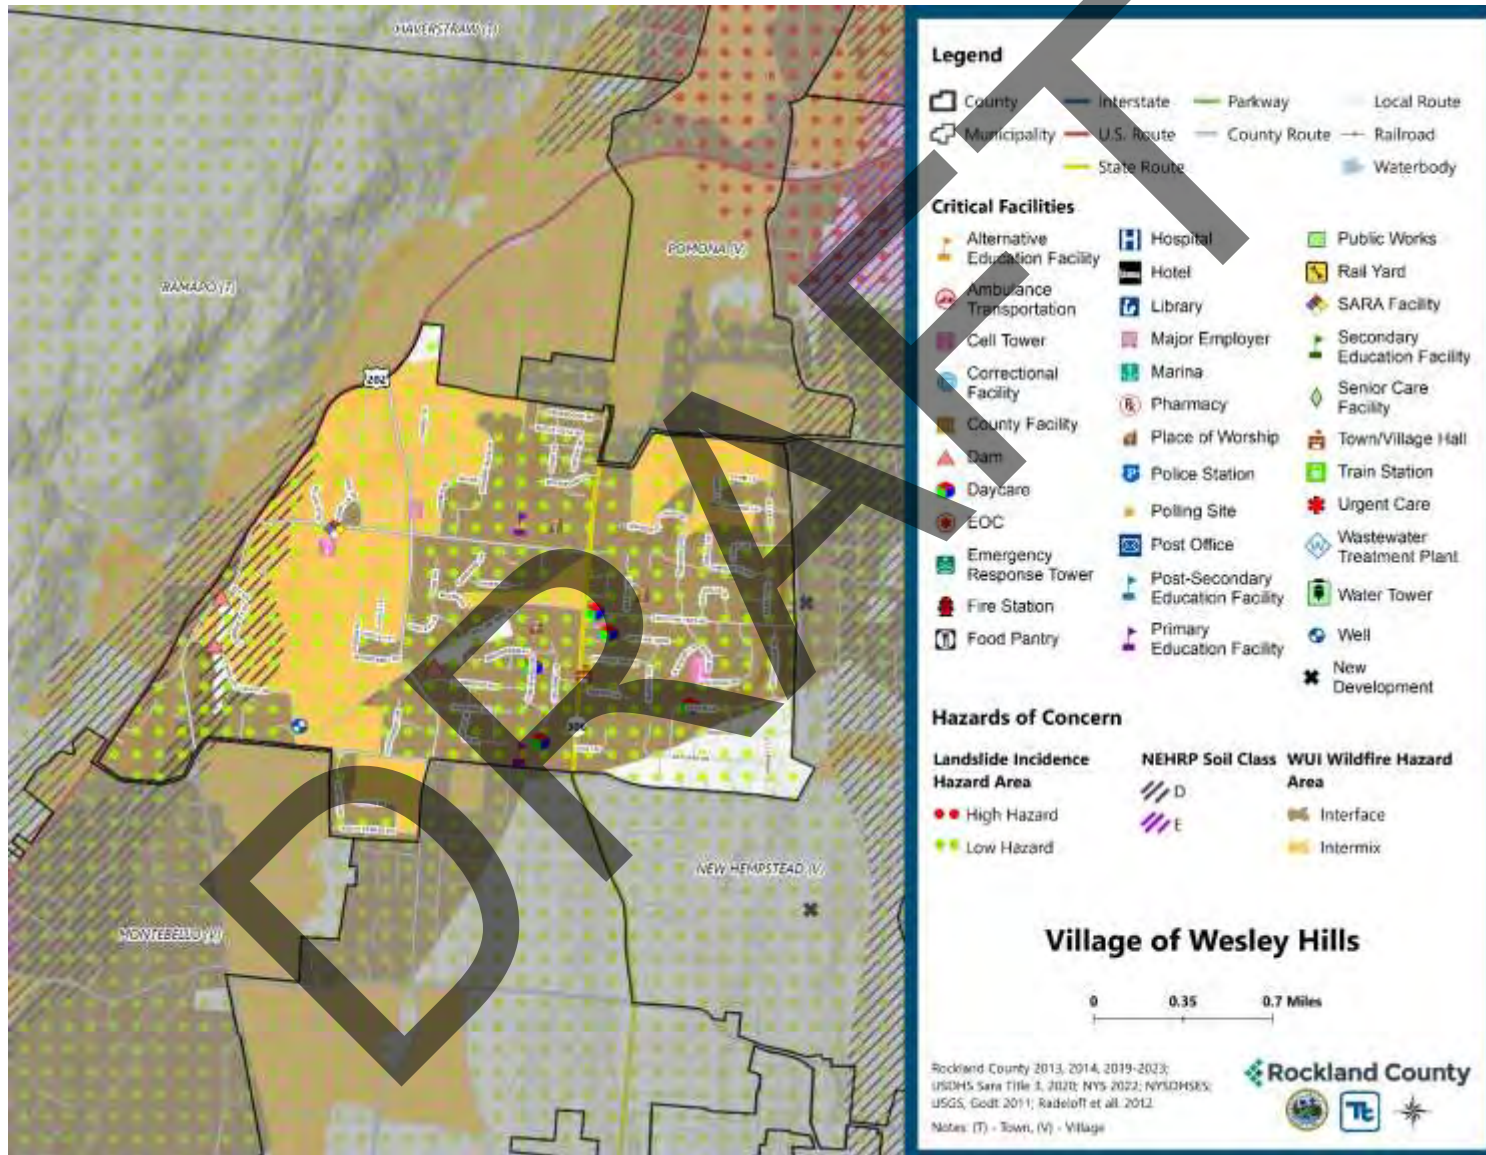 HAVERSTRAW (T)
POMONA (V)
RAMAPO (T)
202
306
NEW HEMPSTEAD (V)
MONTEBELLO (V)
DRAFT
Legend
County
Interstate
Parkway
Local Route
Municipality
U.S. Route
County Route
Railroad
State Route
Waterbody
Critical Facilities
Alternative
Education Facility
Ambulance
Transportation
Cell Tower
Correctional
Facility
County Facility
Dam
Daycare
EOC
Emergency
Response Tower
Fire Station
Food Pantry
Hospital
Hotel
Library
Major Employer
Marina
Pharmacy
Place of Worship
Police Station
Polling Site
Post Office
Post-Secondary
Education Facility
Primary
Education Facility
Public Works
Rail Yard
SARA Facility
Secondary
Education Facility
Senior Care
Facility
Town/Village Hall
Train Station
Urgent Care
Wastewater
Treatment Plant
Water Tower
Well
New
Development
Hazards of Concern
Landslide Incidence
Hazard Area
High Hazard
Low Hazard
NEHRP Soil Class
D
E
WUI Wildfire Hazard
Area
Interface
Intermix
Village of Wesley Hills
0 0.35 0.7 Miles
Rockland County 2013, 2014, 2019-2023;
USDHS Sara Title 3, 2020; NYS 2022; NYSDHSES;
USGS, Godt 2011; Radeloff et all. 2012
Notes: (T) - Town, (V) - Village
Rockland County
Tt